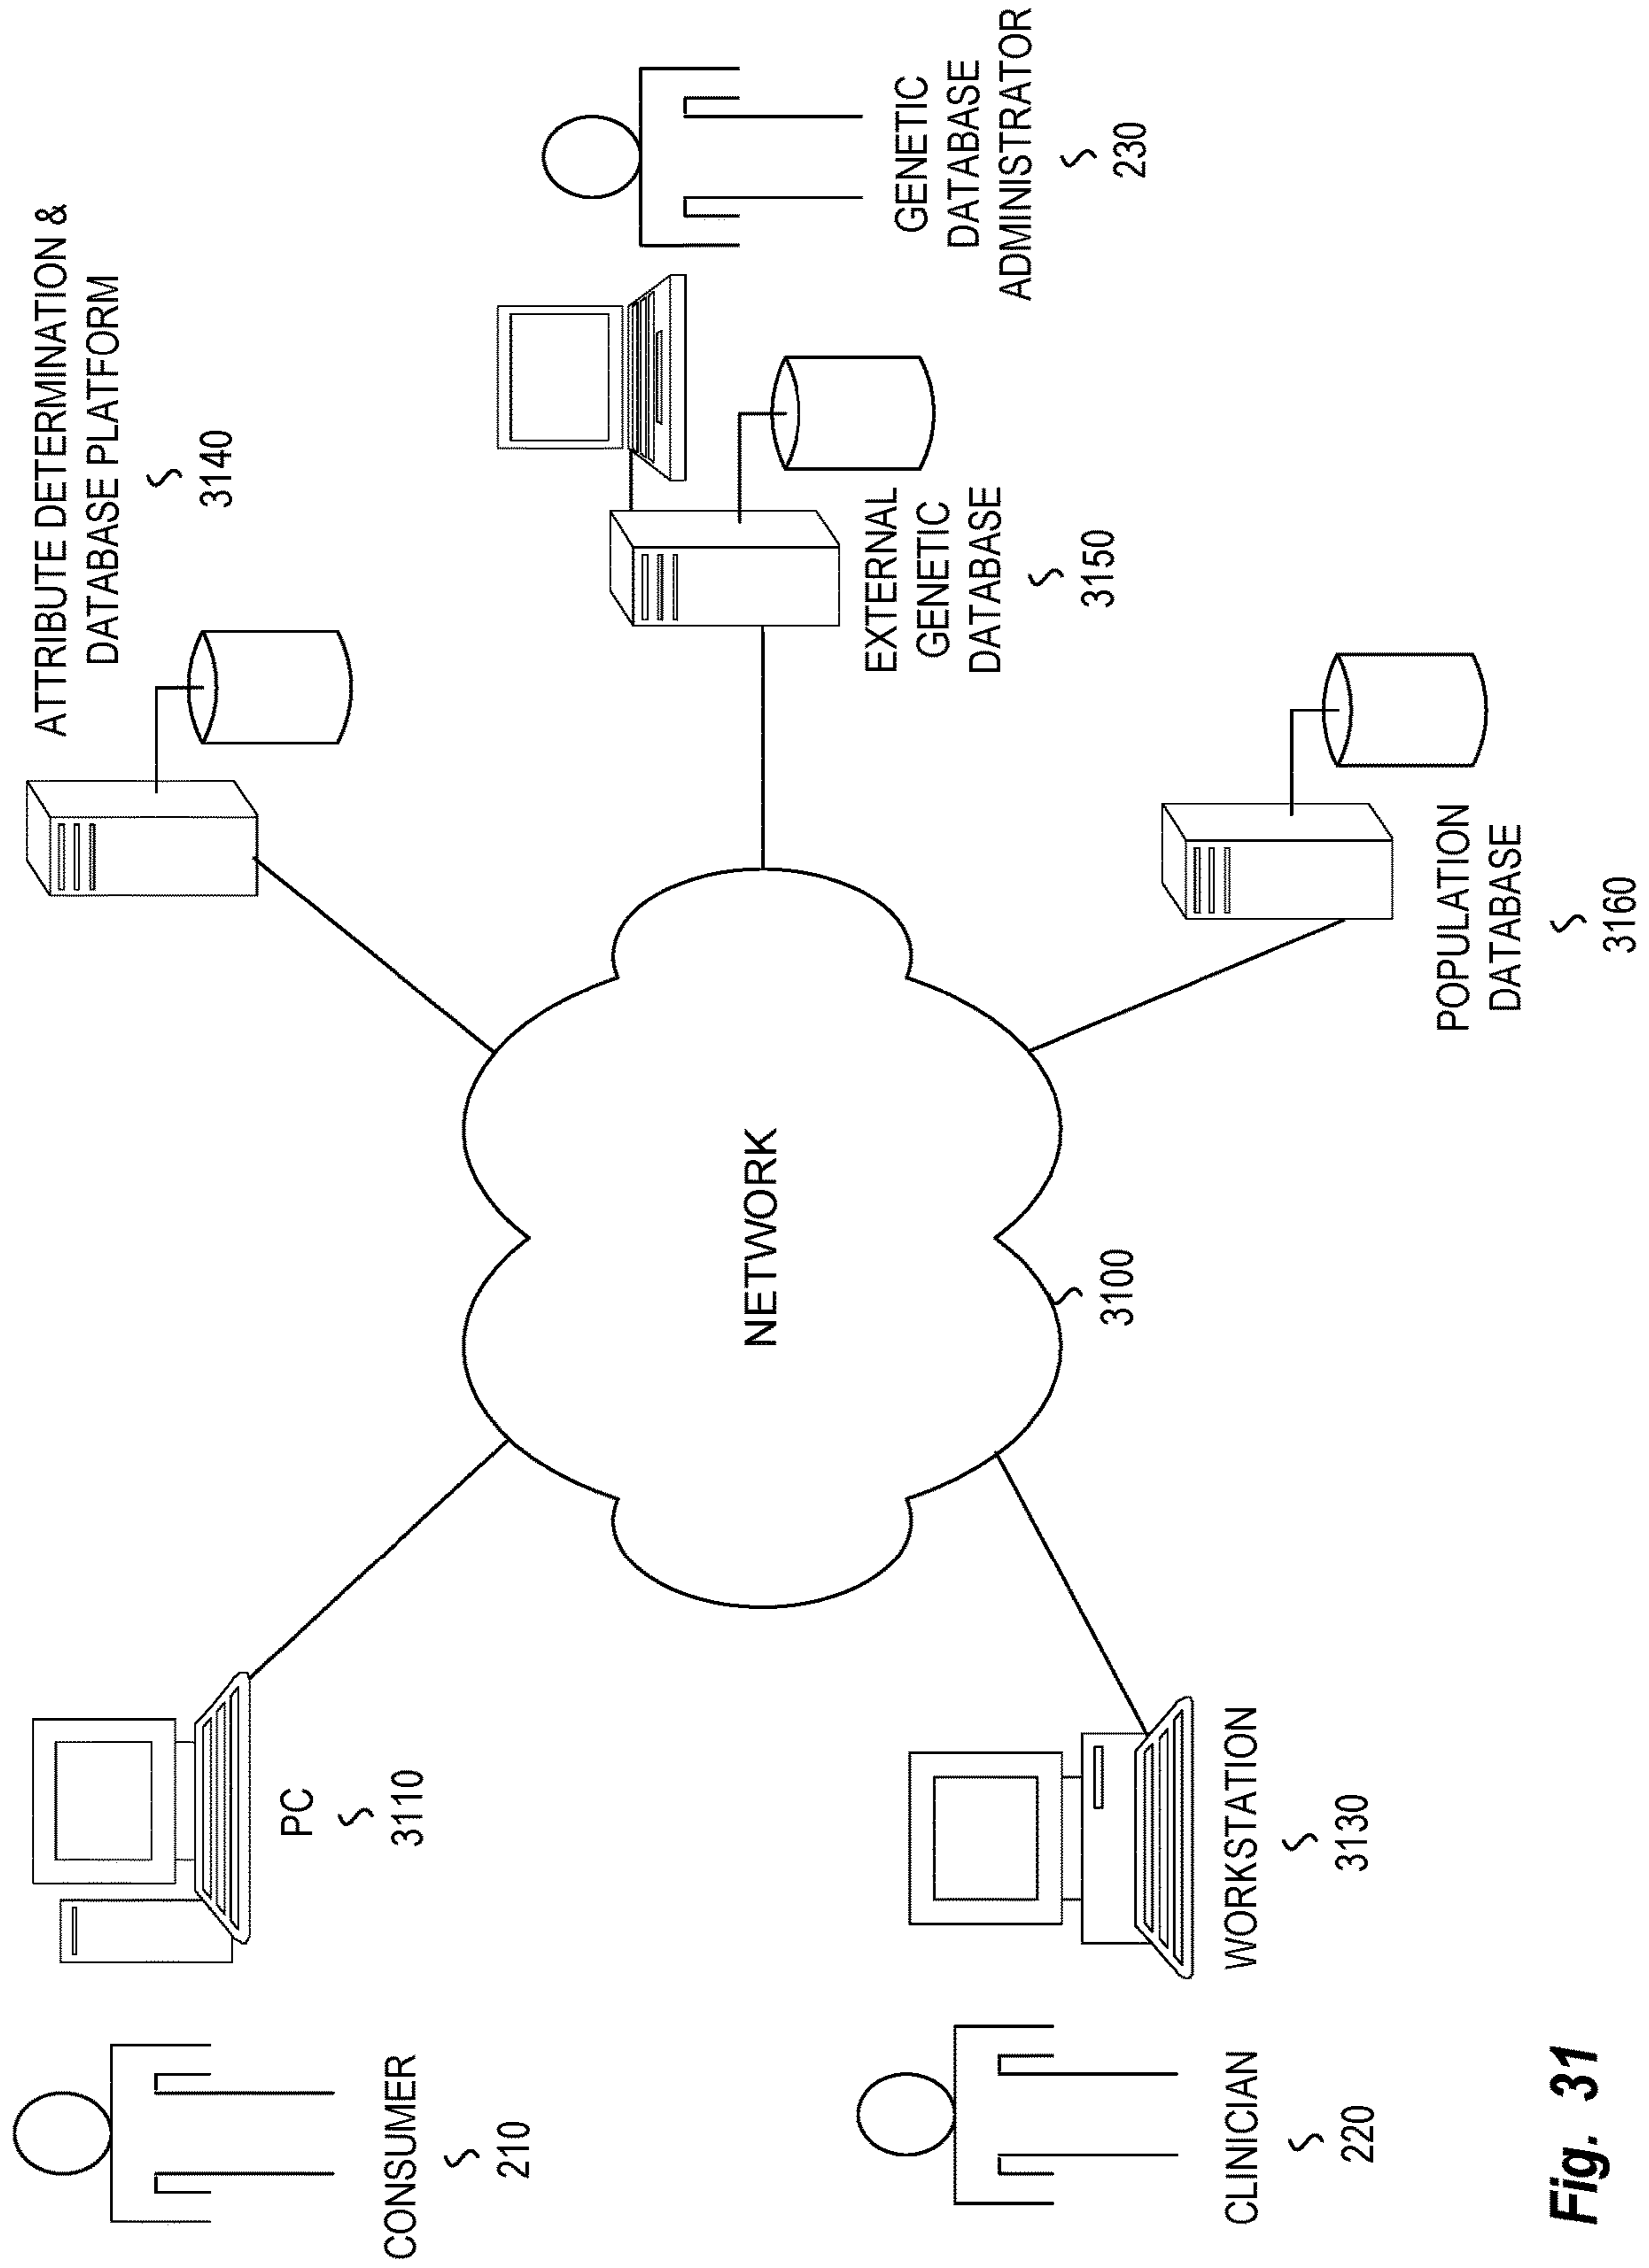 ATTRIBUTE DETERMINATION &
DATABASE PLATFORM
3140
CONSUMER
210
PC
3110
NETWORK
3100
EXTERNAL
GENETIC
DATABASE
3150
GENETIC
DATABASE
ADMINISTRATOR
230
CLINICIAN
220
WORKSTATION
3130
POPULATION
DATABASE
3160
Fig. 31